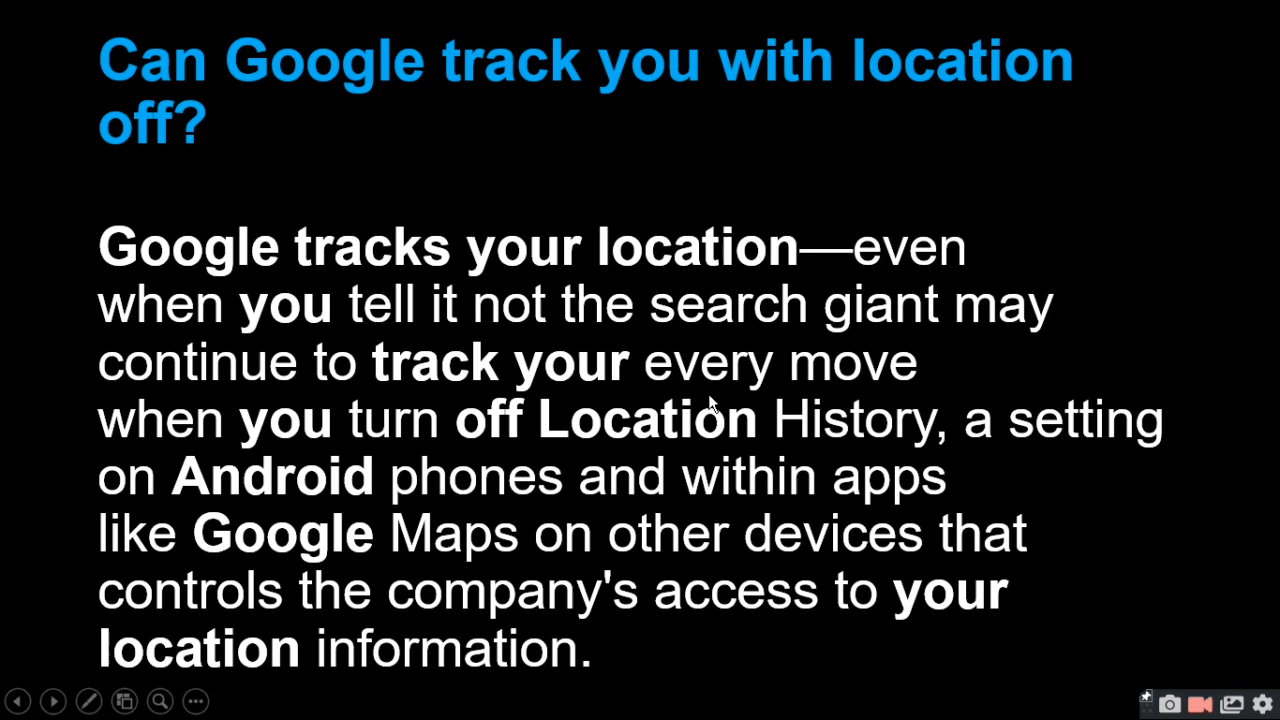 Can Google track you with location
off?
Google tracks your location—even
when you tell it not the search giant may
continue to track your every move
when you turn off Location History, a setting
on Android phones and within apps
like Google Maps on other devices that
controls the company's access to your
location information.